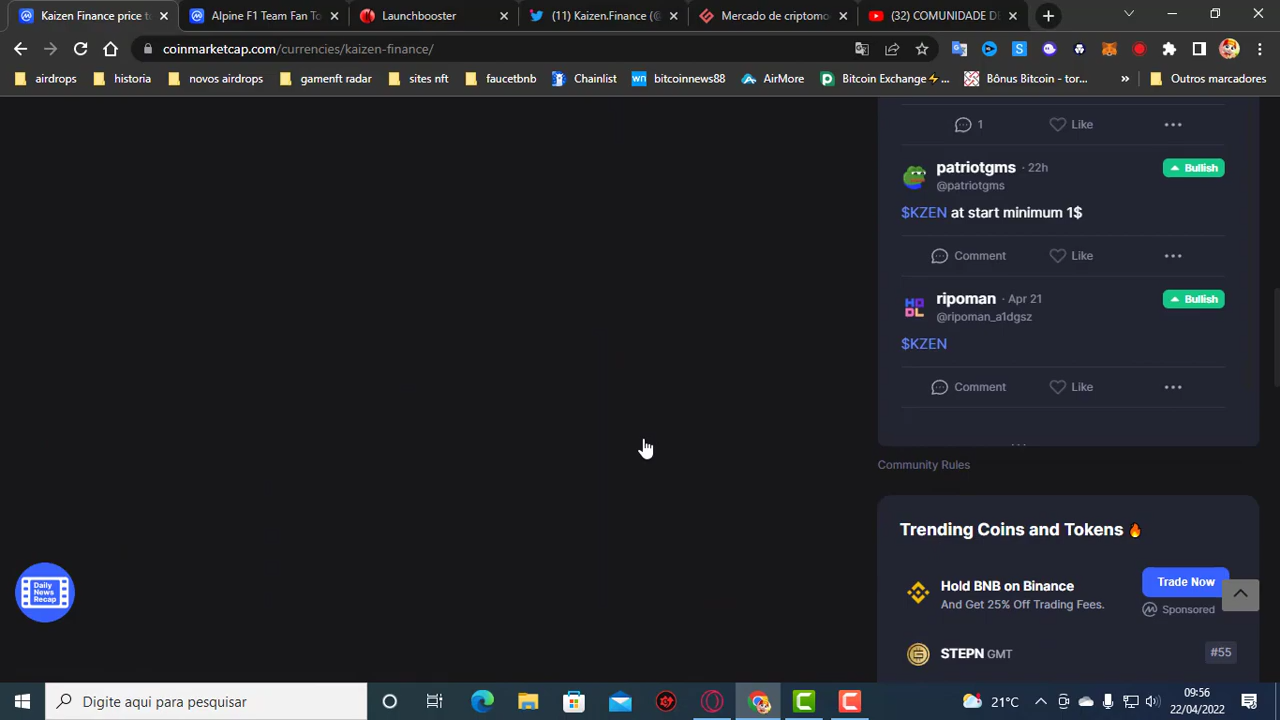 Kaizen Finance price t
Alpine F1 Team Fan To
Launchbooster
(11) Kaizen.Finance (@
Mercado de criptomo
(32) COMUNIDADE DE
coinmarketcap.com/currencies/kaizen-finance/
airdrops
historia
novos airdrops
gamenft radar
sites nft
faucetbnb
Chainlist
wn bitcoinnews88
AirMore
Bitcoin Exchange⚡...
Bônus Bitcoin - tor...
»
Outros marcadores
1
Like
patriotgms · 22h
Bullish
@patriotgms
$KZEN at start minimum 1$
Comment
Like
ripoman · Apr 21
Bullish
HODL
@ripoman_a1dgsz
$KZEN
Comment
Like
Community Rules
Trending Coins and Tokens 🔥
Hold BNB on Binance
Trade Now
And Get 25% Off Trading Fees.
Sponsored
STEPN GMT
#55
Daily
News
Recap
Digite aqui para pesquisar
21°C
09:56
22/04/2022